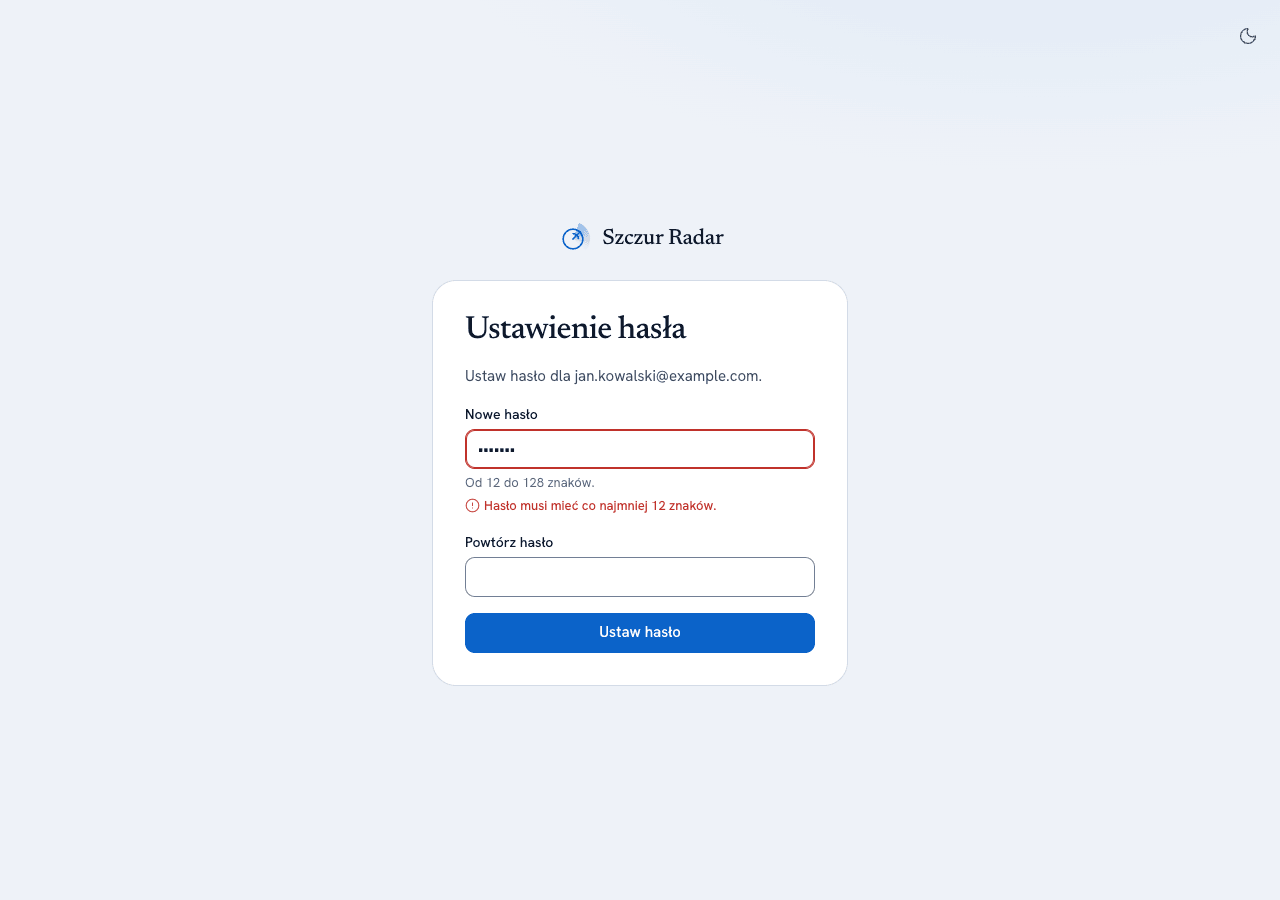 Szczur Radar
Ustawienie hasła
Ustaw hasło dla jan.kowalski@example.com.
Nowe hasło
•••••••
Od 12 do 128 znaków.
Hasło musi mieć co najmniej 12 znaków.
Powtórz hasło
Ustaw hasło